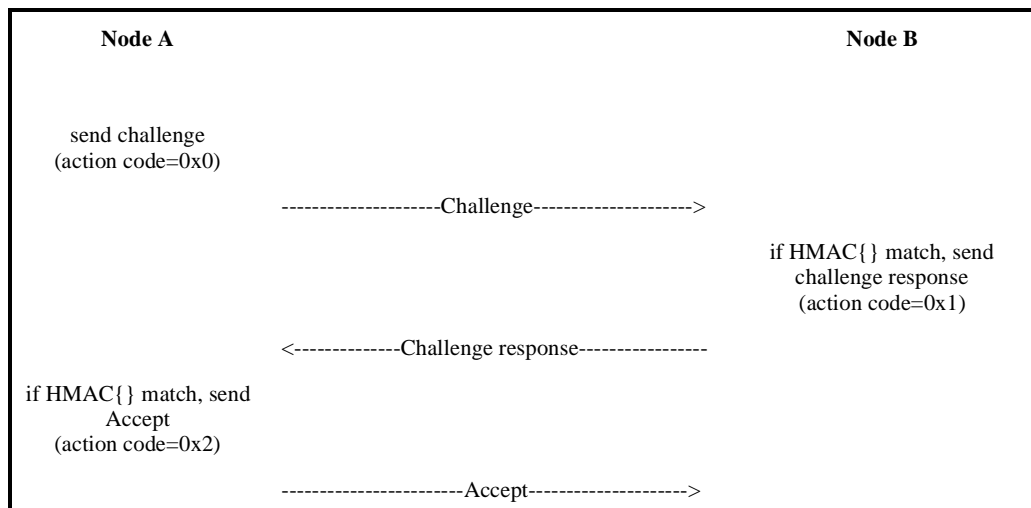 Node A
Node B
send challenge
(action code=0x0)
---------------------Challenge--------------------->
if HMAC{} match, send
challenge response
(action code=0x1)
<--------------Challenge response-----------------
if HMAC{} match, send
Accept
(action code=0x2)
------------------------Accept--------------------->